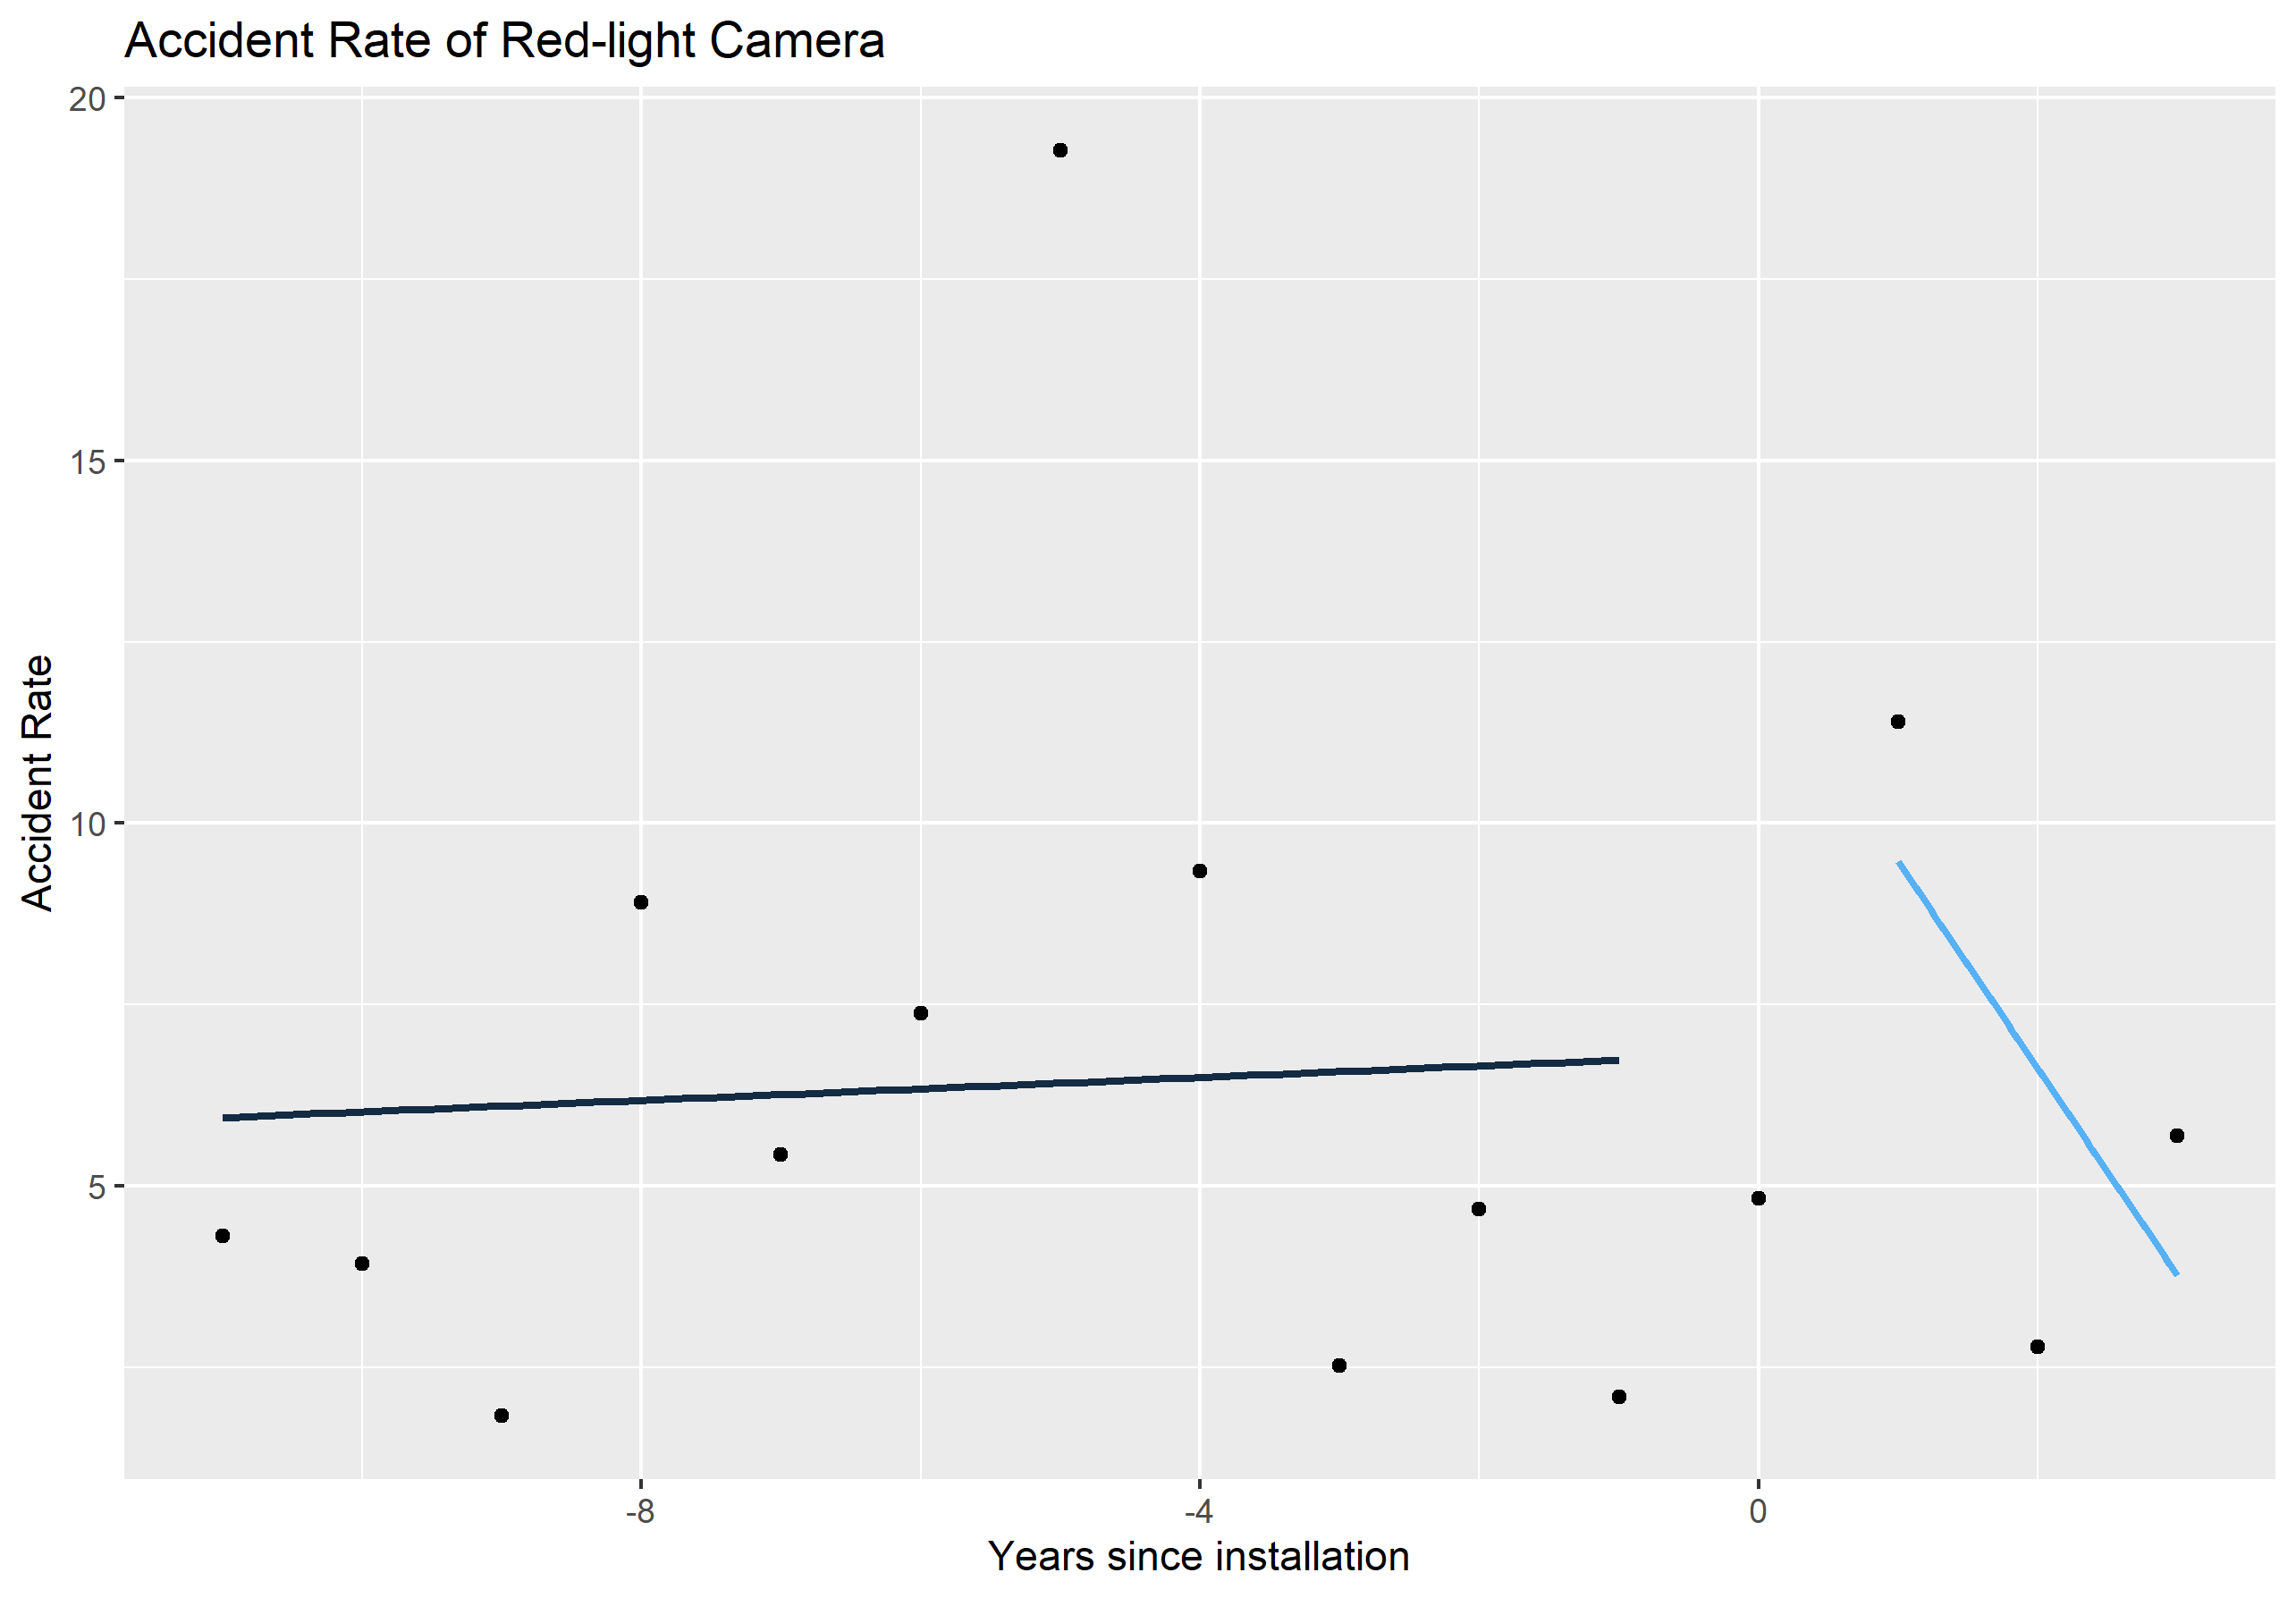 Accident Rate of Red-light Camera
20
15
10
5
Accident Rate
-8
-4
0
Years since installation